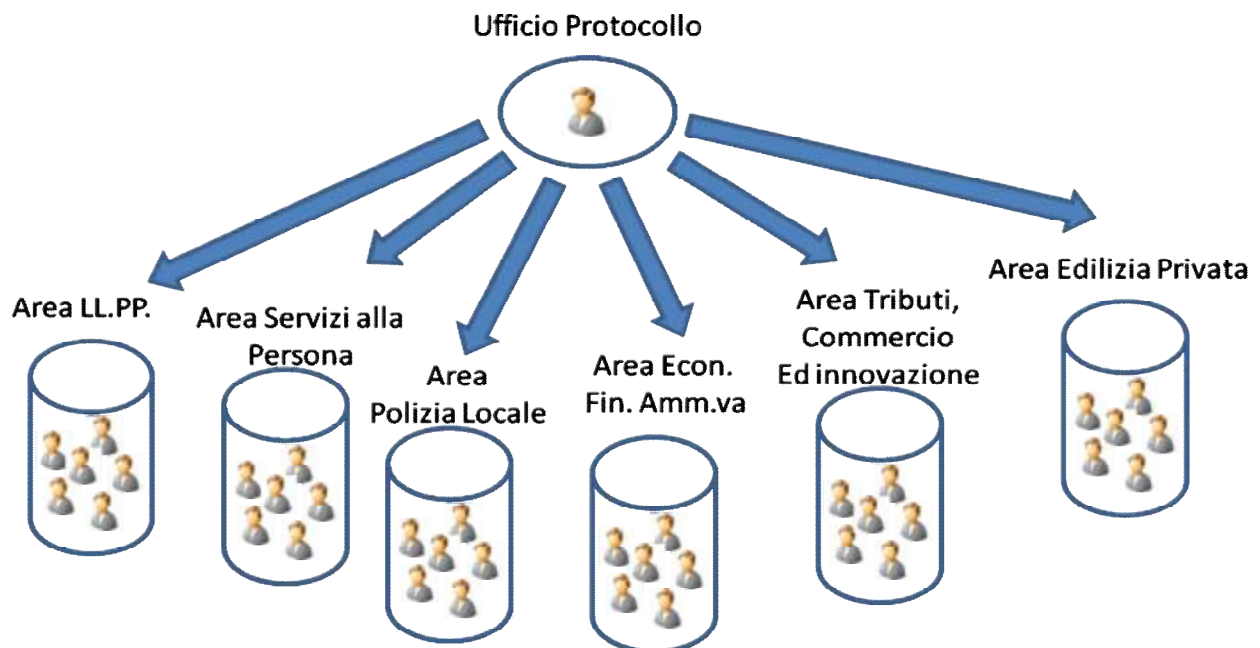 Ufficio Protocollo
Area LL.PP.
Area Servizi alla
Persona
Area
Polizia Locale
Area Econ.
Fin. Amm.va
Area Tributi,
Commercio
Ed innovazione
Area Edilizia Privata